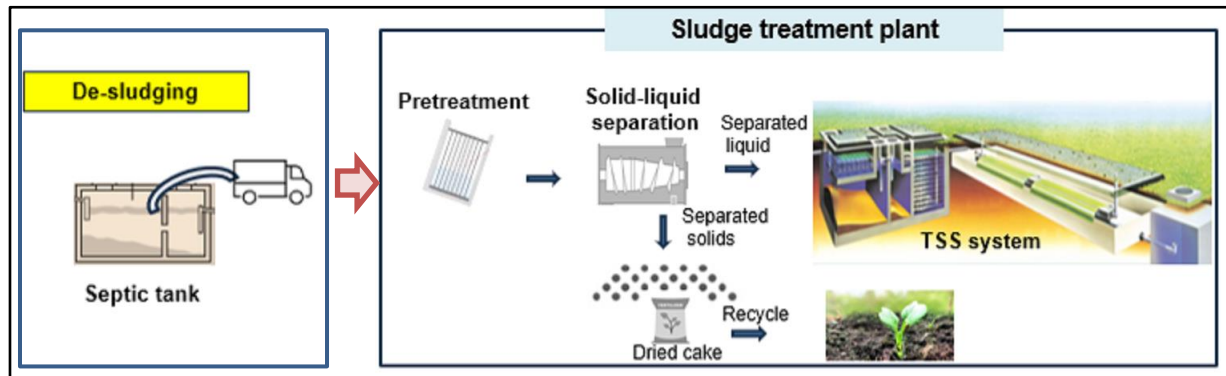 Sludge treatment plant
De-sludging
Septic tank
Pretreatment
Solid-liquid
separation
Separated
liquid
TSS system
Separated
solids
Dried cake
Recycle